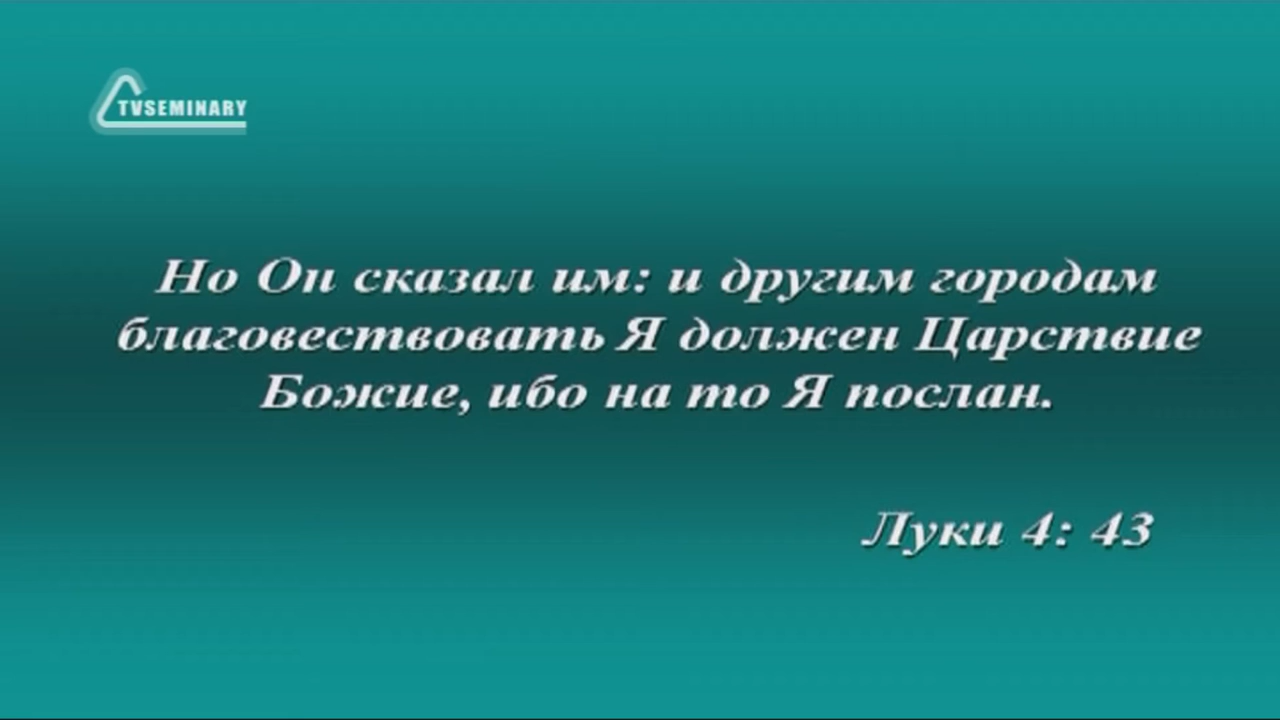 TVSEMINARY
Но Он сказал им: и другим городам
благовествовать Я должен Царствие
Божие, ибо на то Я послан.
Луки 4: 43